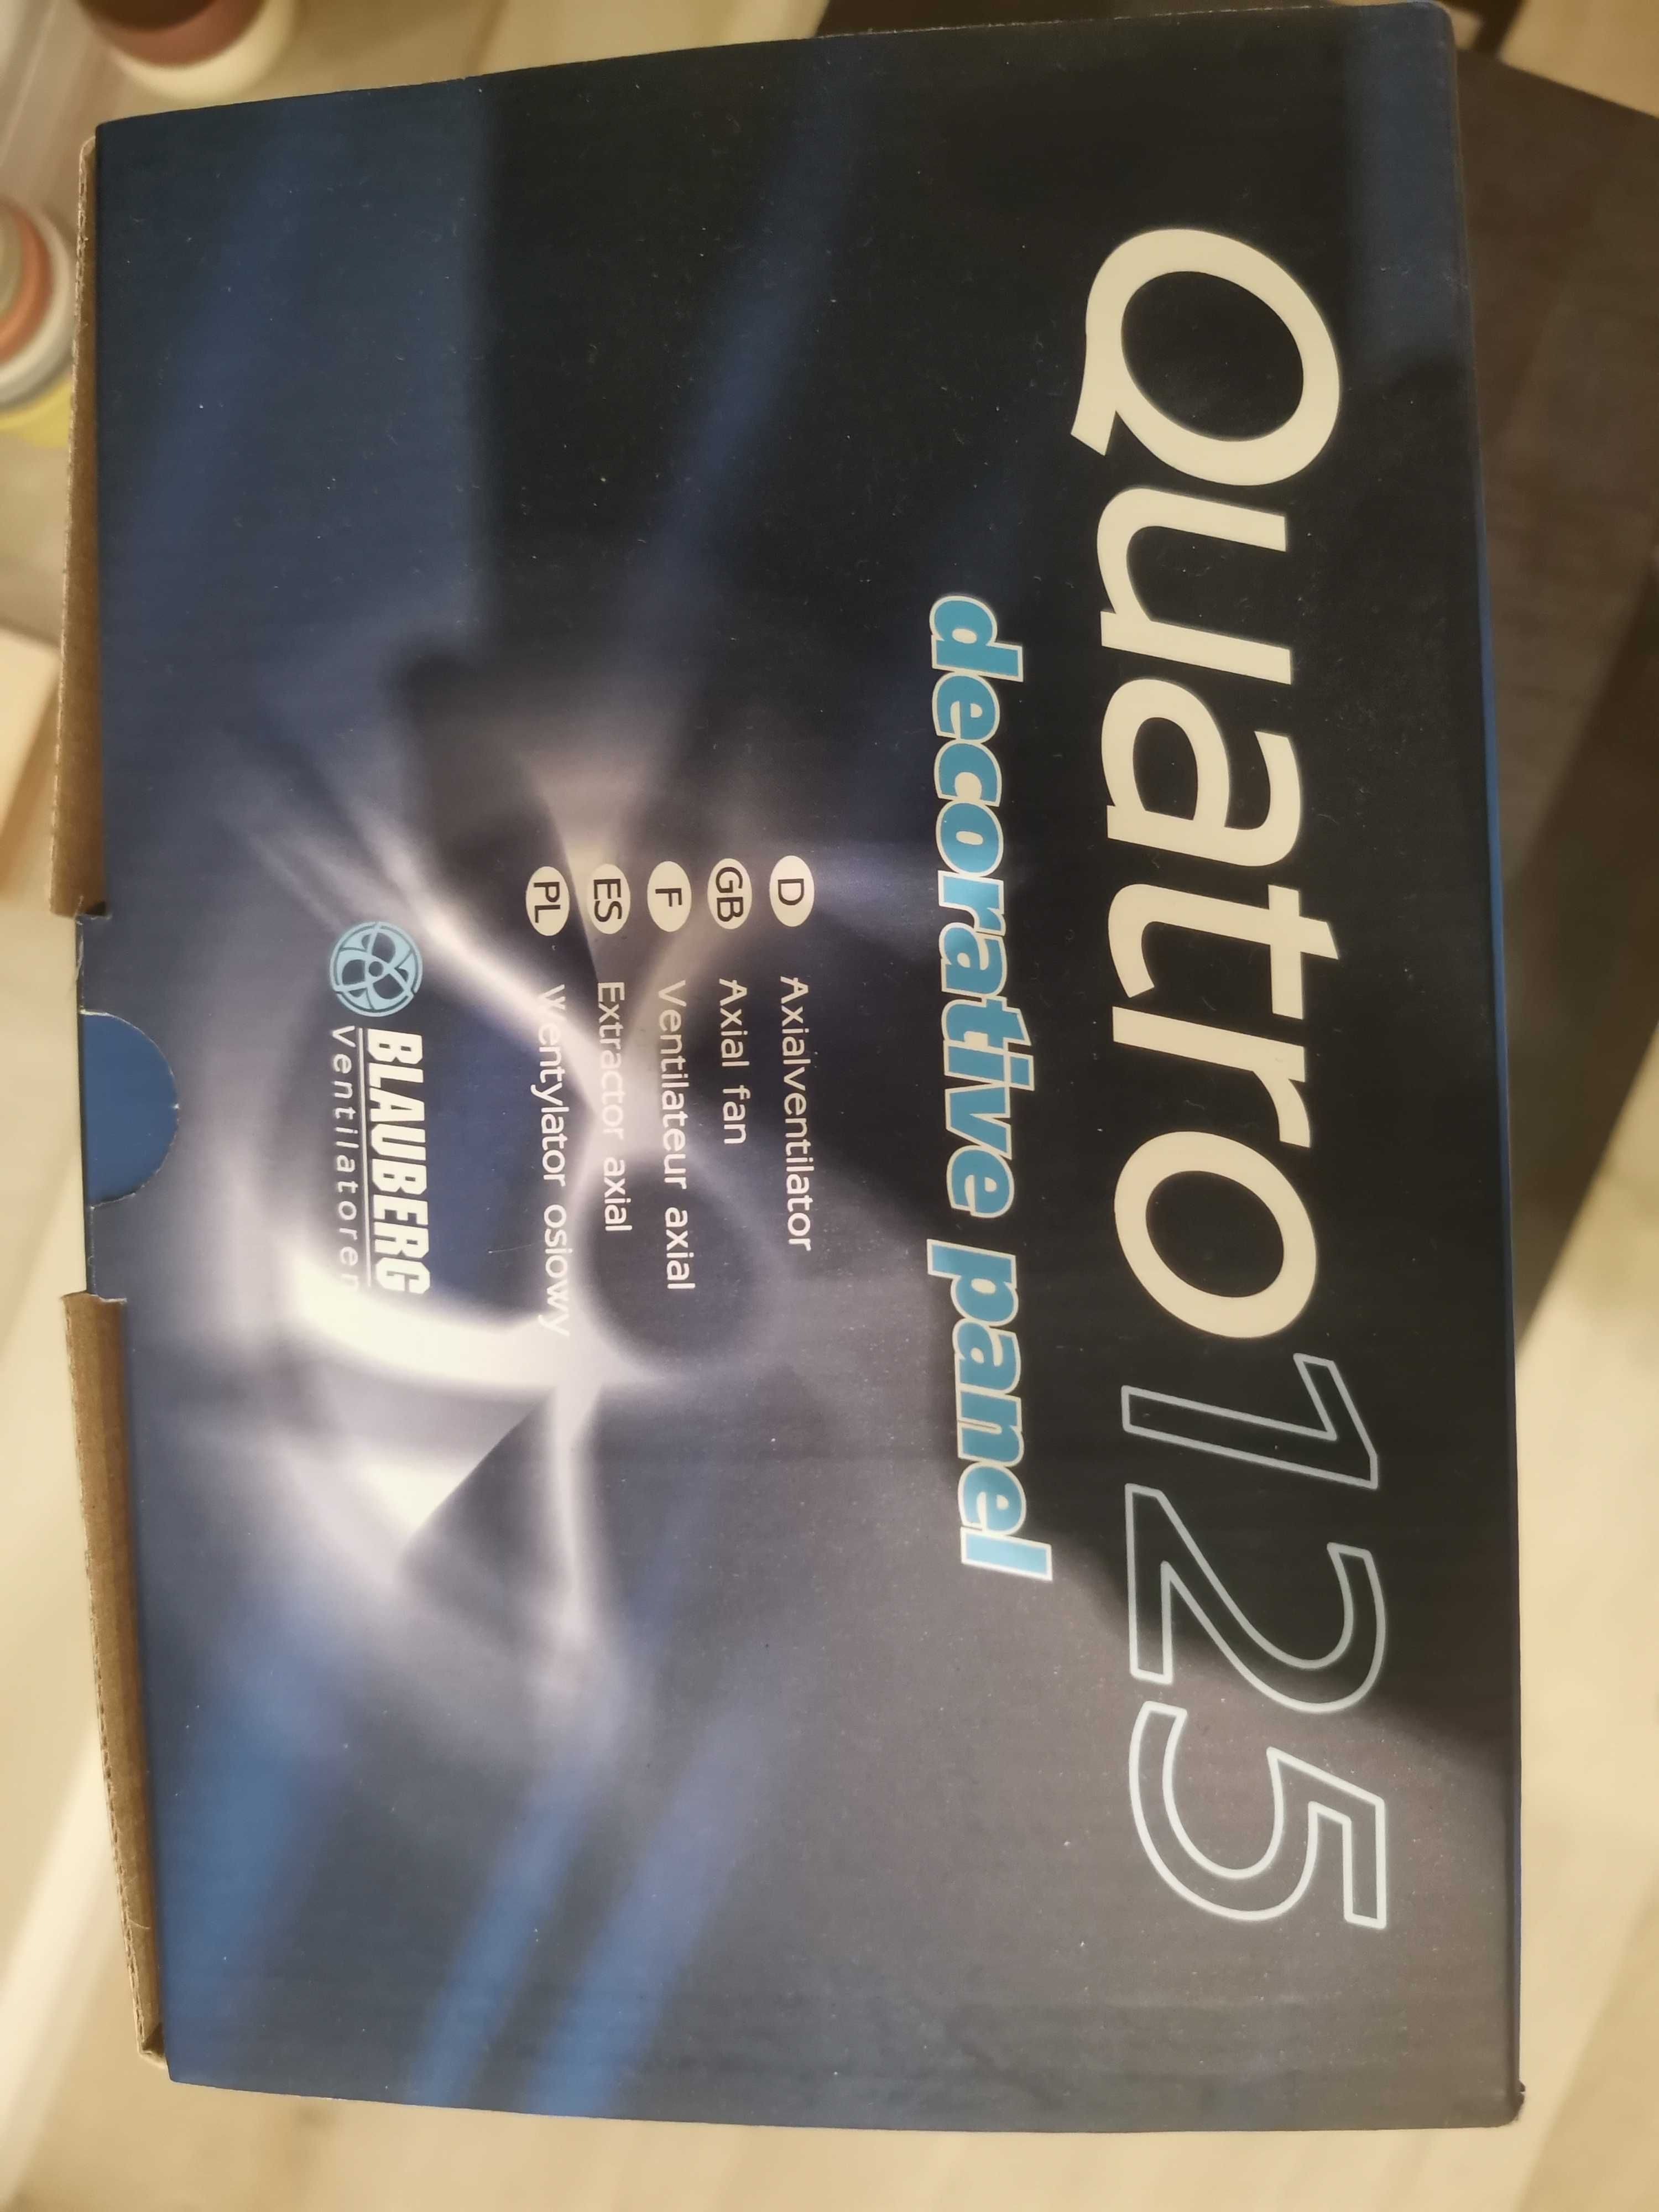 Quatro125
decorative panel
D Axialventilator
GB Axial fan
F Ventilateur axial
ES Extractor axial
PL Wentylator osiowy
BLAUBERG
Ventilatoren